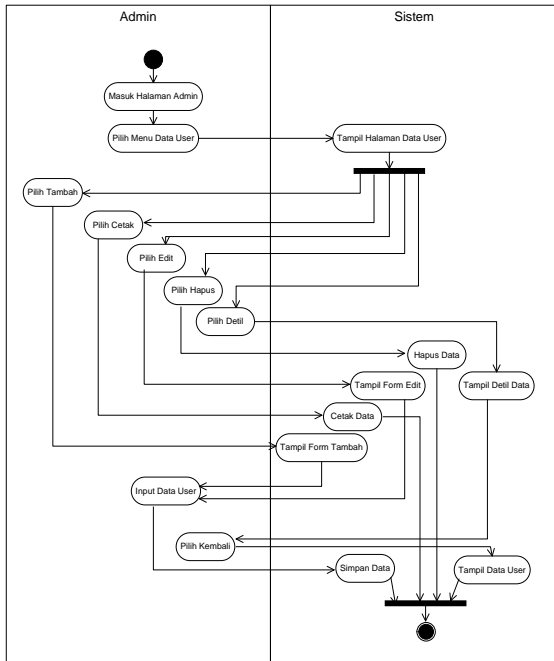 Admin
Sistem
Masuk Halaman Admin
Pilih Menu Data User
Tampil Halaman Data User
Pilih Tambah
Pilih Cetak
Pilih Edit
Pilih Hapus
Pilih Detil
Hapus Data
Tampil Form Edit
Tampil Detil Data
Cetak Data
Tampil Form Tambah
Input Data User
Pilih Kembali
Simpan Data
Tampil Data User